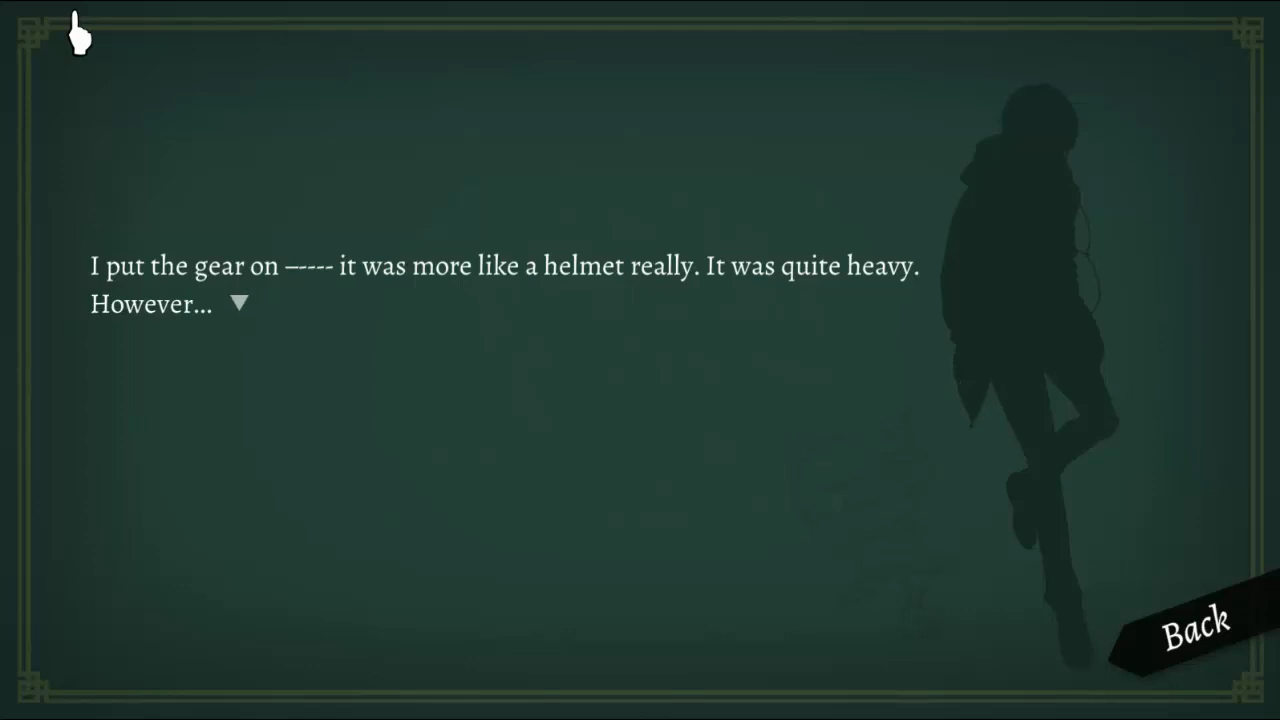 I put the gear on –---- it was more like a helmet really. It was quite heavy.
However...
Back